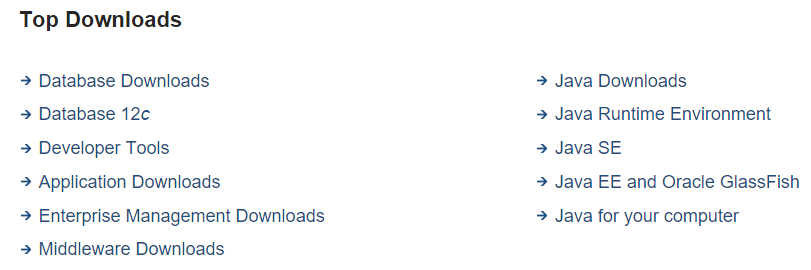 Top Downloads
Database Downloads
Database 12c
Developer Tools
Application Downloads
Enterprise Management Downloads
Middleware Downloads
Java Downloads
Java Runtime Environment
Java SE
Java EE and Oracle GlassFish
Java for your computer